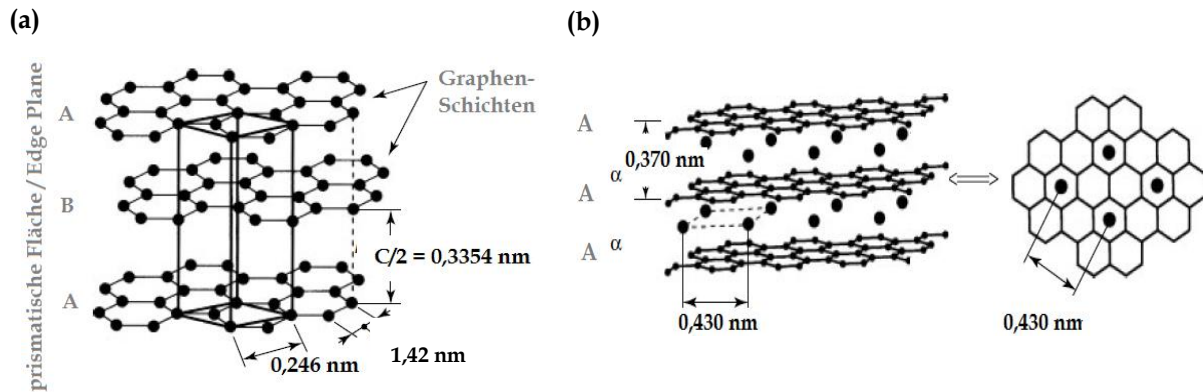 (a)
prismatische Fläche / Edge Plane
A
B
A
Graphen-
Schichten
C/2 = 0,3354 nm
1,42 nm
0,246 nm
(b)
A
0,370 nm
α
A
α
A
0,430 nm
0,430 nm